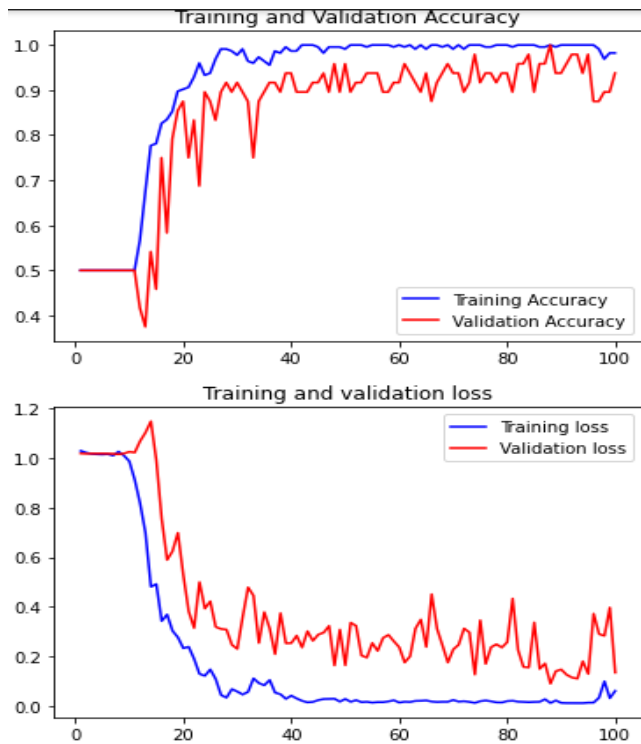 Training and Validation Accuracy
1.0
0.9
0.8
0.7
0.6
0.5
0.4
Training Accuracy
Validation Accuracy
0 20 40 60 80 100
Training and validation loss
1.2
1.0
0.8
0.6
0.4
0.2
0.0
Training loss
Validation loss
0 20 40 60 80 100